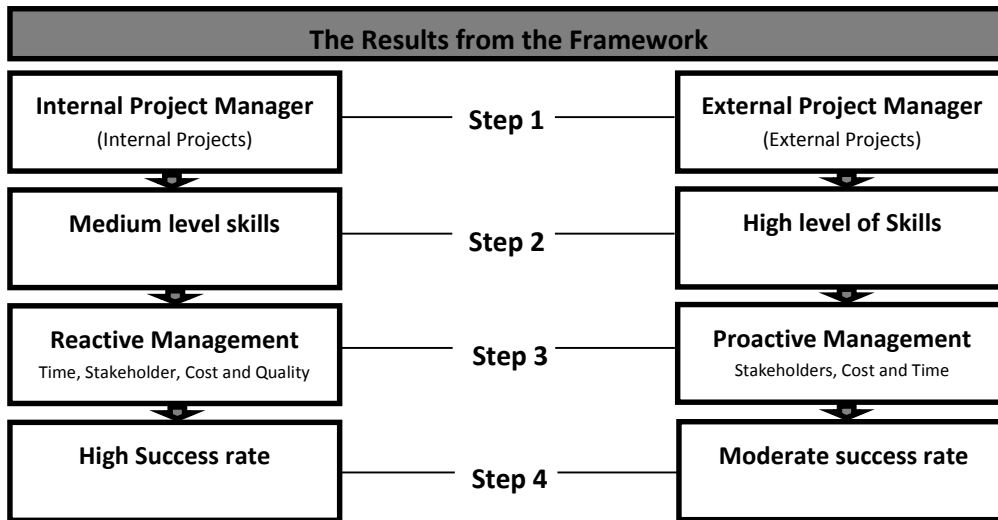 The Results from the Framework
Internal Project Manager
(Internal Projects)
Step 1
External Project Manager
(External Projects)
Medium level skills
Step 2
High level of Skills
Reactive Management
Time, Stakeholder, Cost and Quality
Step 3
Proactive Management
Stakeholders, Cost and Time
High Success rate
Step 4
Moderate success rate